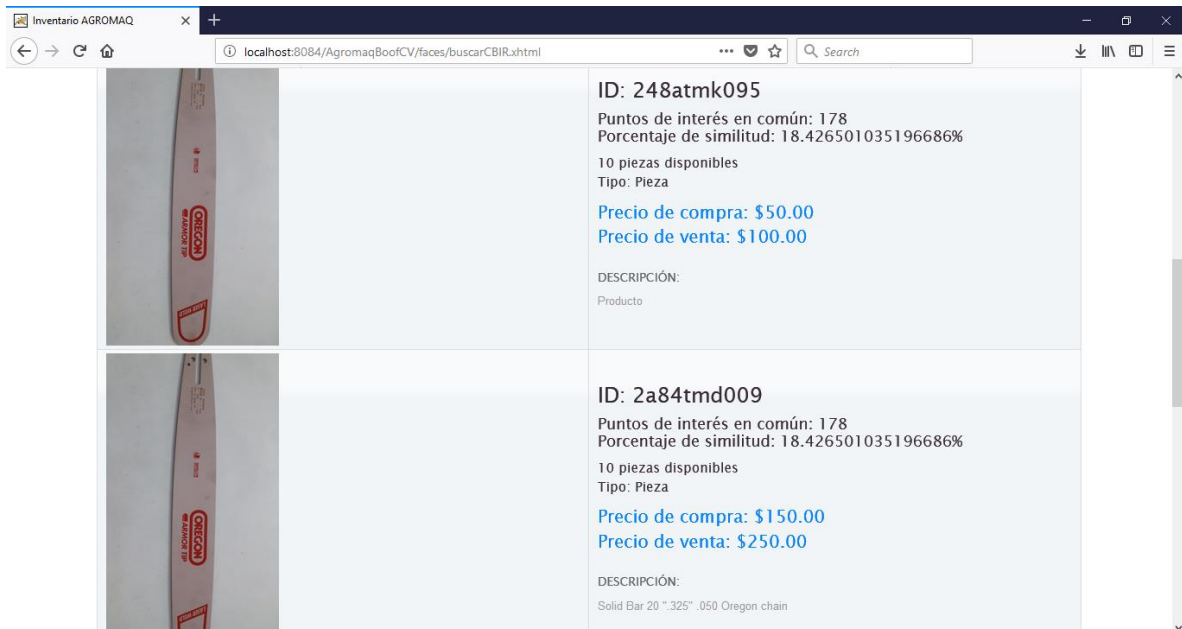 Inventario AGROMAQ
localhost:8084/AgromaqBoofCV/faces/buscarCBIR.xhtml
Search
ID: 248atmk095
Puntos de interés en común: 178
Porcentaje de similitud: 18.426501035196686%
10 piezas disponibles
Tipo: Pieza
Precio de compra: $50.00
Precio de venta: $100.00
DESCRIPCIÓN:
Producto
OREGON
ARMOR TIP
ID: 2a84tmd009
Puntos de interés en común: 178
Porcentaje de similitud: 18.426501035196686%
10 piezas disponibles
Tipo: Pieza
Precio de compra: $150.00
Precio de venta: $250.00
DESCRIPCIÓN:
Solid Bar 20 ".325" .050 Oregon chain
OREGON
ARMOR TIP